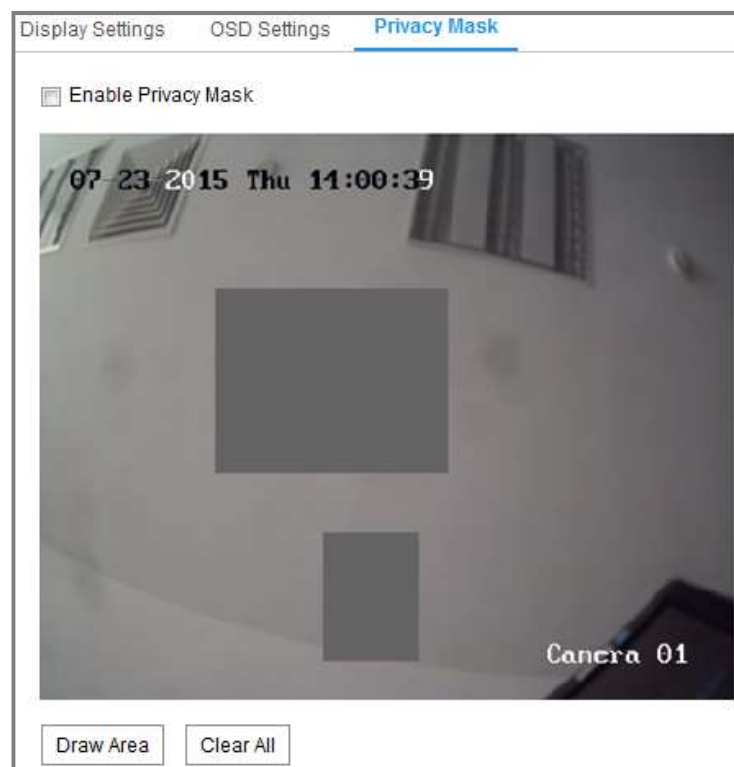 Display Settings OSD Settings Privacy Mask
Enable Privacy Mask
07-23-2015 Thu 14:00:39
Camera 01
Draw Area Clear All